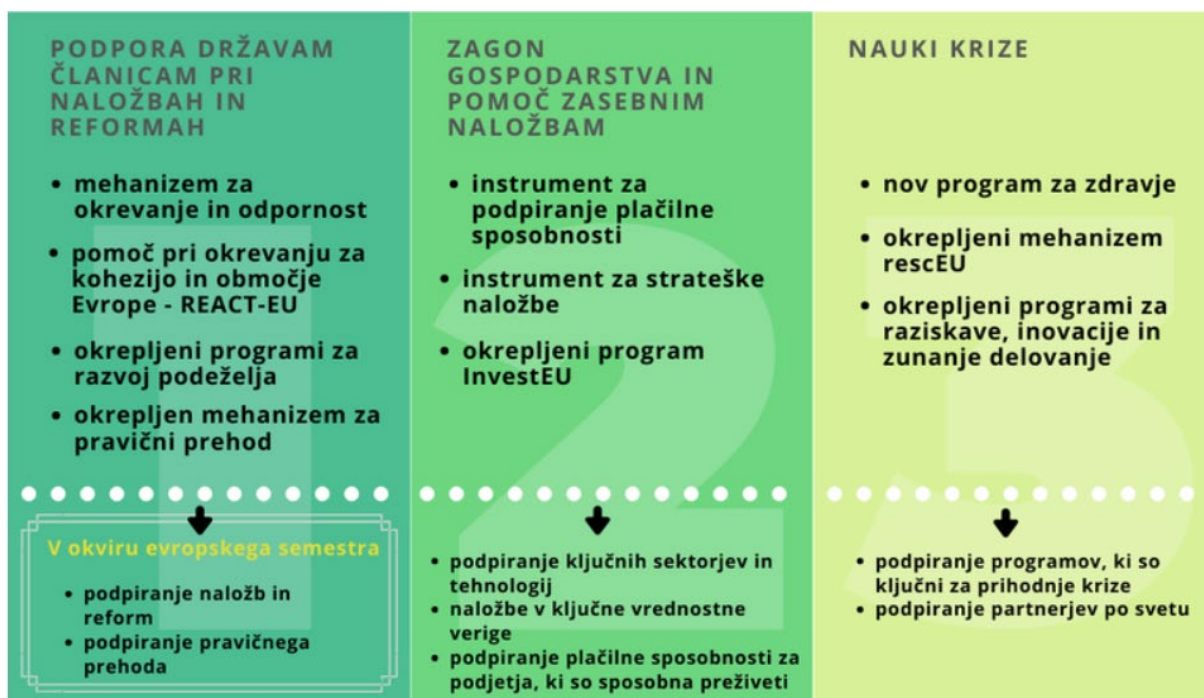 PODPORA DRŽAVAM
ČLANICAM PRI
NALOŽBAH IN
REFORMAH
• mehanizem za
okrevanje in odpornost
• pomoč pri okrevanju za
kohezijo in območje
Evrope - REACT-EU
• okrepljeni programi za
razvoj podeželja
• okrepljen mehanizem za
pravični prehod
V okviru evropskega semestra
• podpiranje naložb in
reform
• podpiranje pravičnega
prehoda
1
ZAGON
GOSPODARSTVA IN
POMOČ ZASEBNIM
NALOŽBAM
• instrument za
podpiranje plačilne
sposobnosti
• instrument za strateške
naložbe
• okrepljeni program
InvestEU
• podpiranje ključnih sektorjev in
tehnologij
• naložbe v ključne vrednostne
verige
• podpiranje plačilne sposobnosti za
podjetja, ki so sposobna preživeti
2
NAUKI KRIZE
• nov program za zdravje
• okrepljeni mehanizem
rescEU
• okrepljeni programi za
raziskave, inovacije in
zunanje delovanje
• podpiranje programov, ki so
ključni za prihodnje krize
• podpiranje partnerjev po svetu
3